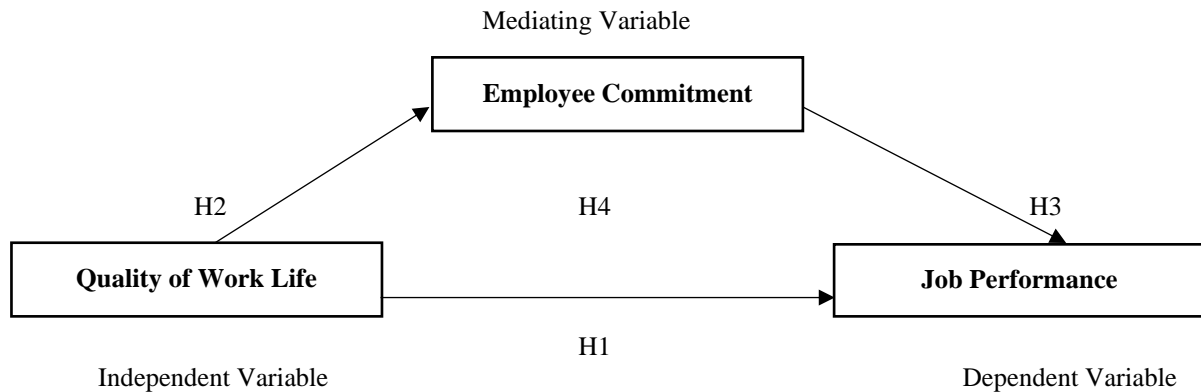 Mediating Variable
Employee Commitment
H2
H4
H3
Quality of Work Life
Job Performance
H1
Independent Variable
Dependent Variable